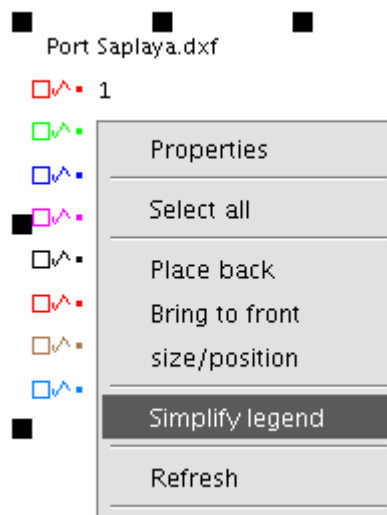 Port Saplaya.dxf
1
Properties
Select all
Place back
Bring to front
size/position
Simplify legend
Refresh